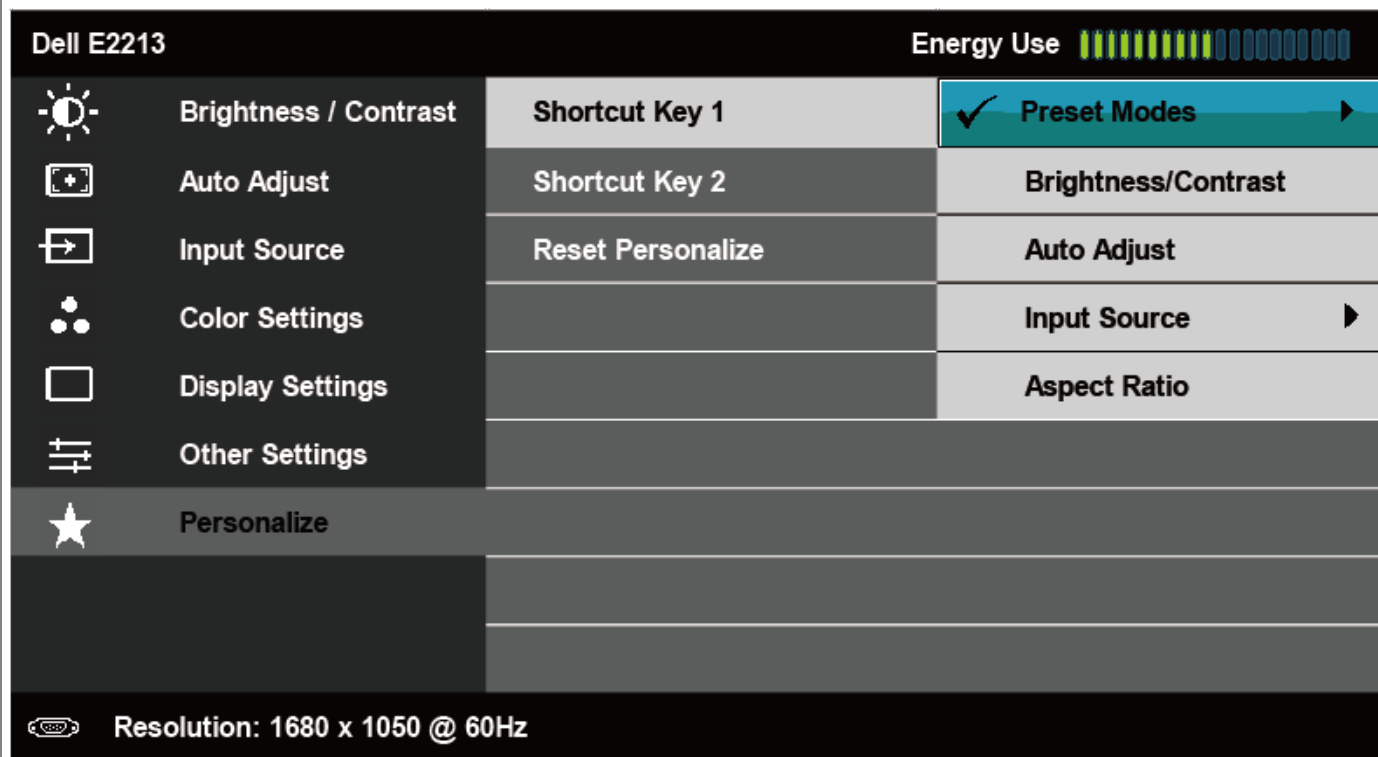 Dell E2213 Energy Use
Brightness / Contrast Shortcut Key 1 Preset Modes
Auto Adjust Shortcut Key 2 Brightness/Contrast
Input Source Reset Personalize Auto Adjust
Color Settings Input Source
Display Settings Aspect Ratio
Other Settings
Personalize
Resolution: 1680 x 1050 @ 60Hz